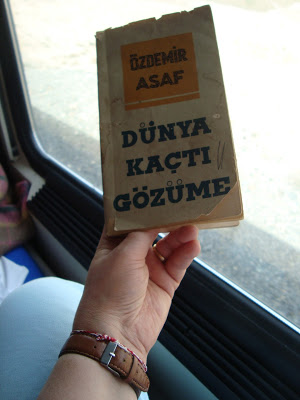 ÖZDEMİR
ASAF
DÜNYA
KAÇTI
GÖZÜME